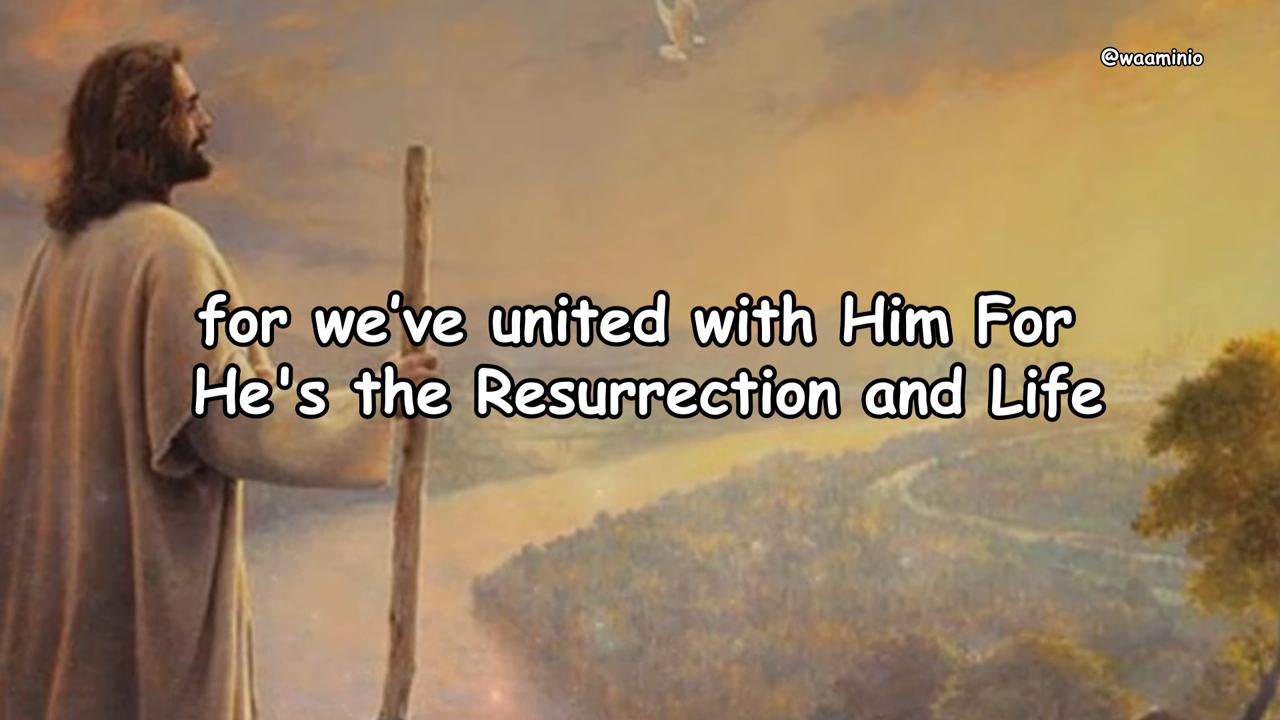 @waaminio
for we've united with Him For
He's the Resurrection and Life